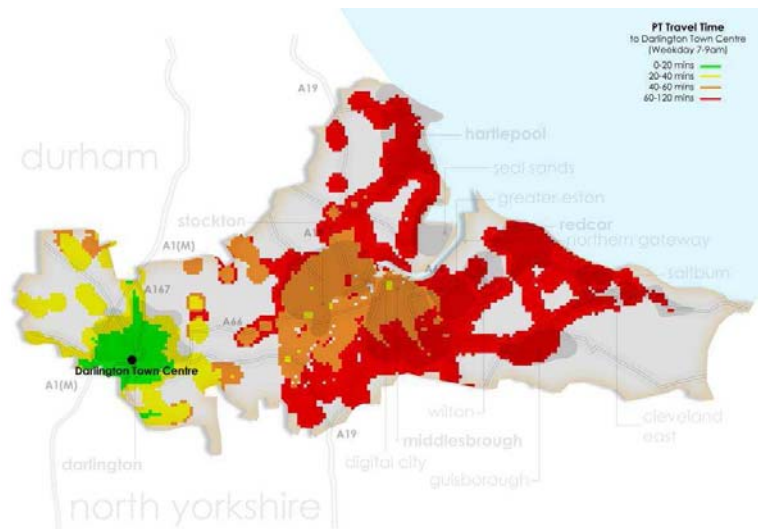 PT Travel Time
to Darlington Town Centre
(Weekday 7-9am)
0-20 mins
20-40 mins
40-60 mins
60-120 mins
A19
hartlepool
durham
seal sands
greater eston
stockton
redcar
A1(M)
northern gateway
saltburn
A167
A66
Darlington Town Centre
A1(M)
wilton
cleveland
east
A19
middlesbrough
darlington
digital city
guisborough
north yorkshire